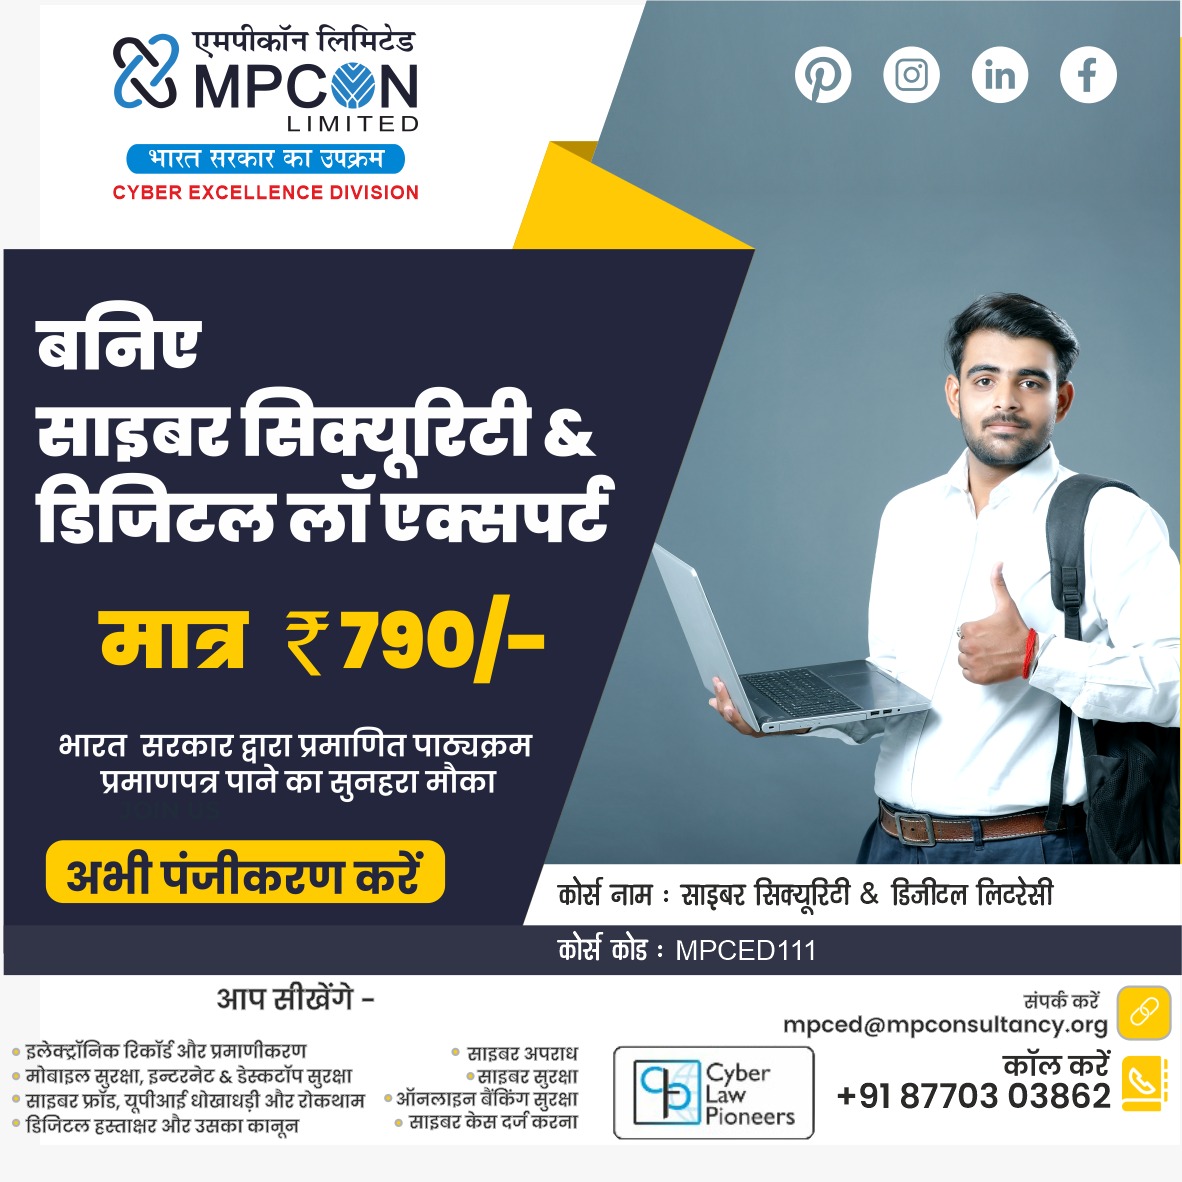 एमपीकॉन लिमिटेड
MPCON
LIMITED
भारत सरकार का उपक्रम
CYBER EXCELLENCE DIVISION
बनिए
साइबर सिक्यूरिटी &
डिजिटल लॉ एक्सपर्ट
मात्र ₹790/-
भारत सरकार द्वारा प्रमाणित पाठ्यक्रम
प्रमाणपत्र पाने का सुनहरा मौका
अभी पंजीकरण करें
कोर्स नाम : साइबर सिक्यूरिटी & डिजीटल लिटरेसी
कोर्स कोड : MPCED111
आप सीखेंगे -
इलेक्ट्रॉनिक रिकॉर्ड और प्रमाणीकरण
मोबाइल सुरक्षा, इन्टरनेट & डेस्कटॉप सुरक्षा
साइबर फ्रॉड, यूपीआई धोखाधड़ी और रोकथाम
डिजिटल हस्ताक्षर और उसका कानून
साइबर अपराध
साइबर सुरक्षा
ऑनलाइन बैंकिंग सुरक्षा
साइबर केस दर्ज करना
Cyber
Law
Pioneers
संपर्क करें
mpced@mpconsultancy.org
कॉल करें
+91 87703 03862